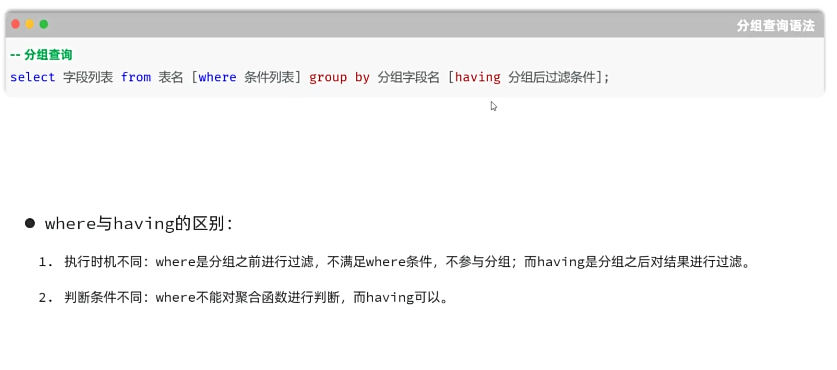 分组查询语法
-- 分组查询
select 字段列表 from 表名 [where 条件列表] group by 分组字段名 [having 分组后过滤条件];
where与having的区别：
1. 执行时机不同：where是分组之前进行过滤，不满足where条件，不参与分组；而having是分组之后对结果进行过滤。
2. 判断条件不同：where不能对聚合函数进行判断，而having可以。